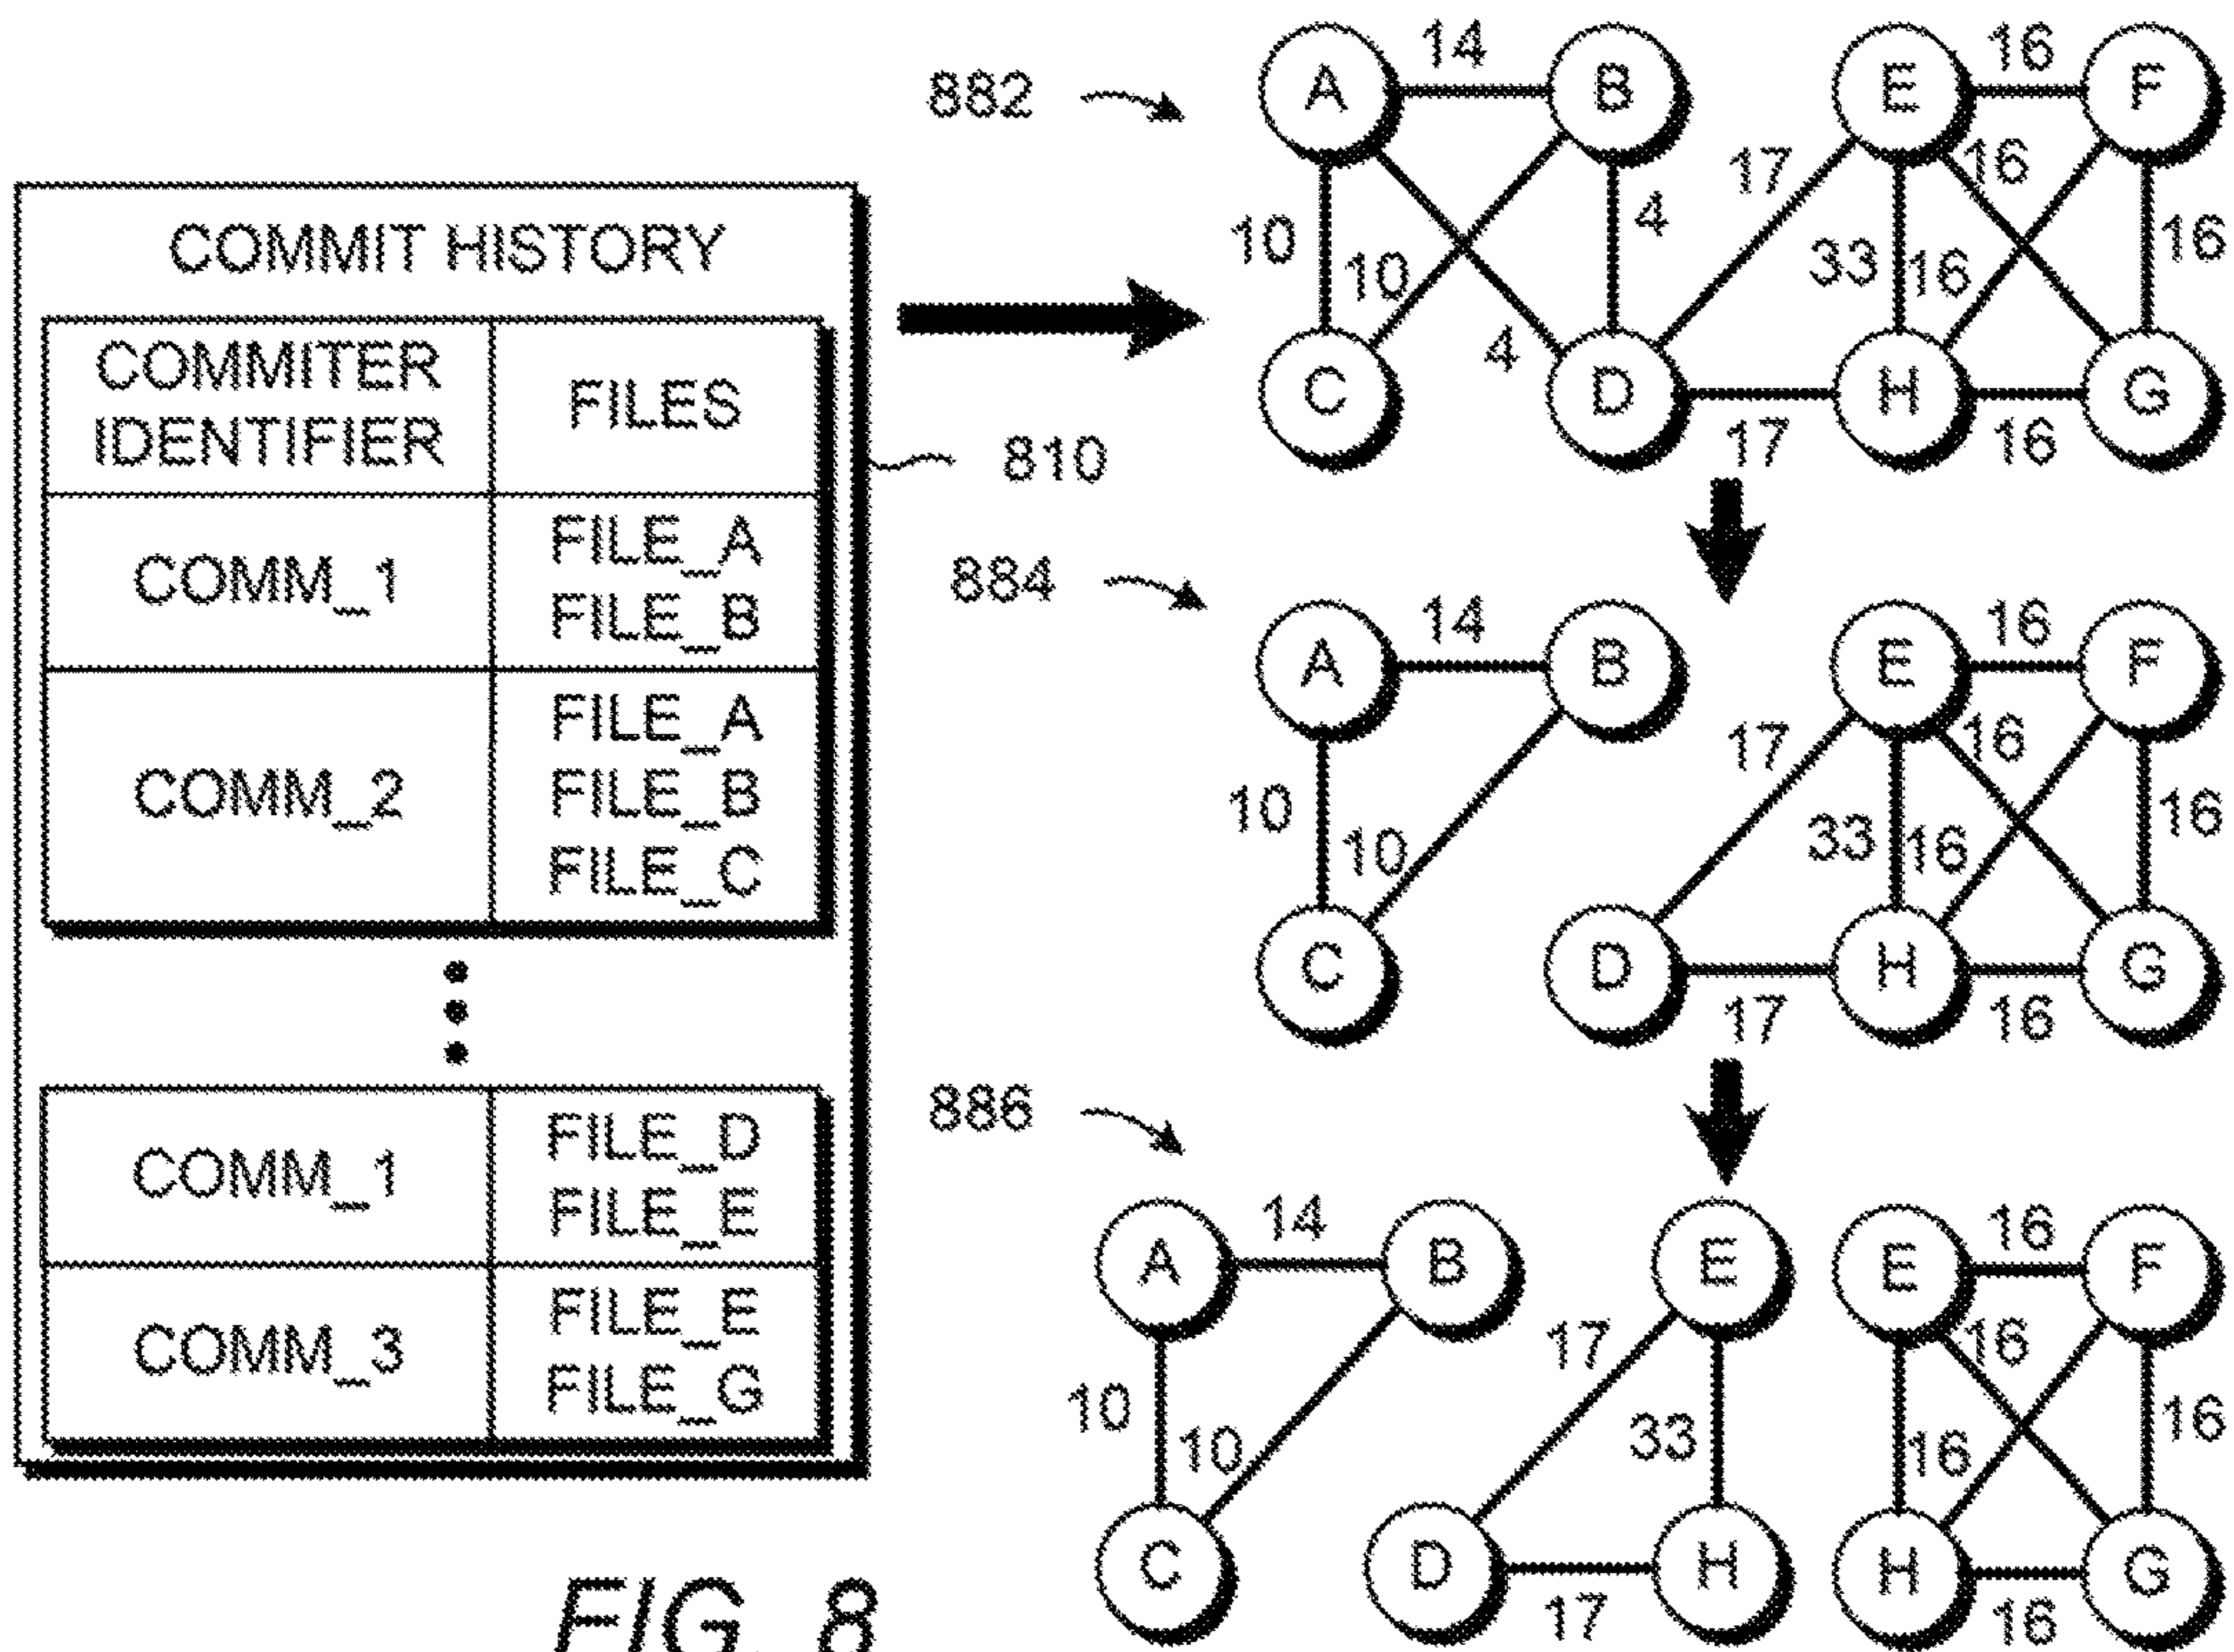 COMMIT HISTORY
COMMITER IDENTIFIER
FILES
COMM_1
FILE_A
FILE_B
COMM_2
FILE_A
FILE_B
FILE_C
COMM_1
FILE_D
FILE_E
COMM_3
FILE_E
FILE_G
810
882
A 14 B E 16 F
17 16
10 10 4 33 16 16
4
C D H G
17 16
884
A 14 B E 16 F
17 16
10 10 33 16 16
C D H G
17 16
886
A 14 B E E 16 F
17 16
10 10 33 16 16
C D H H G
17 16
FIG. 8